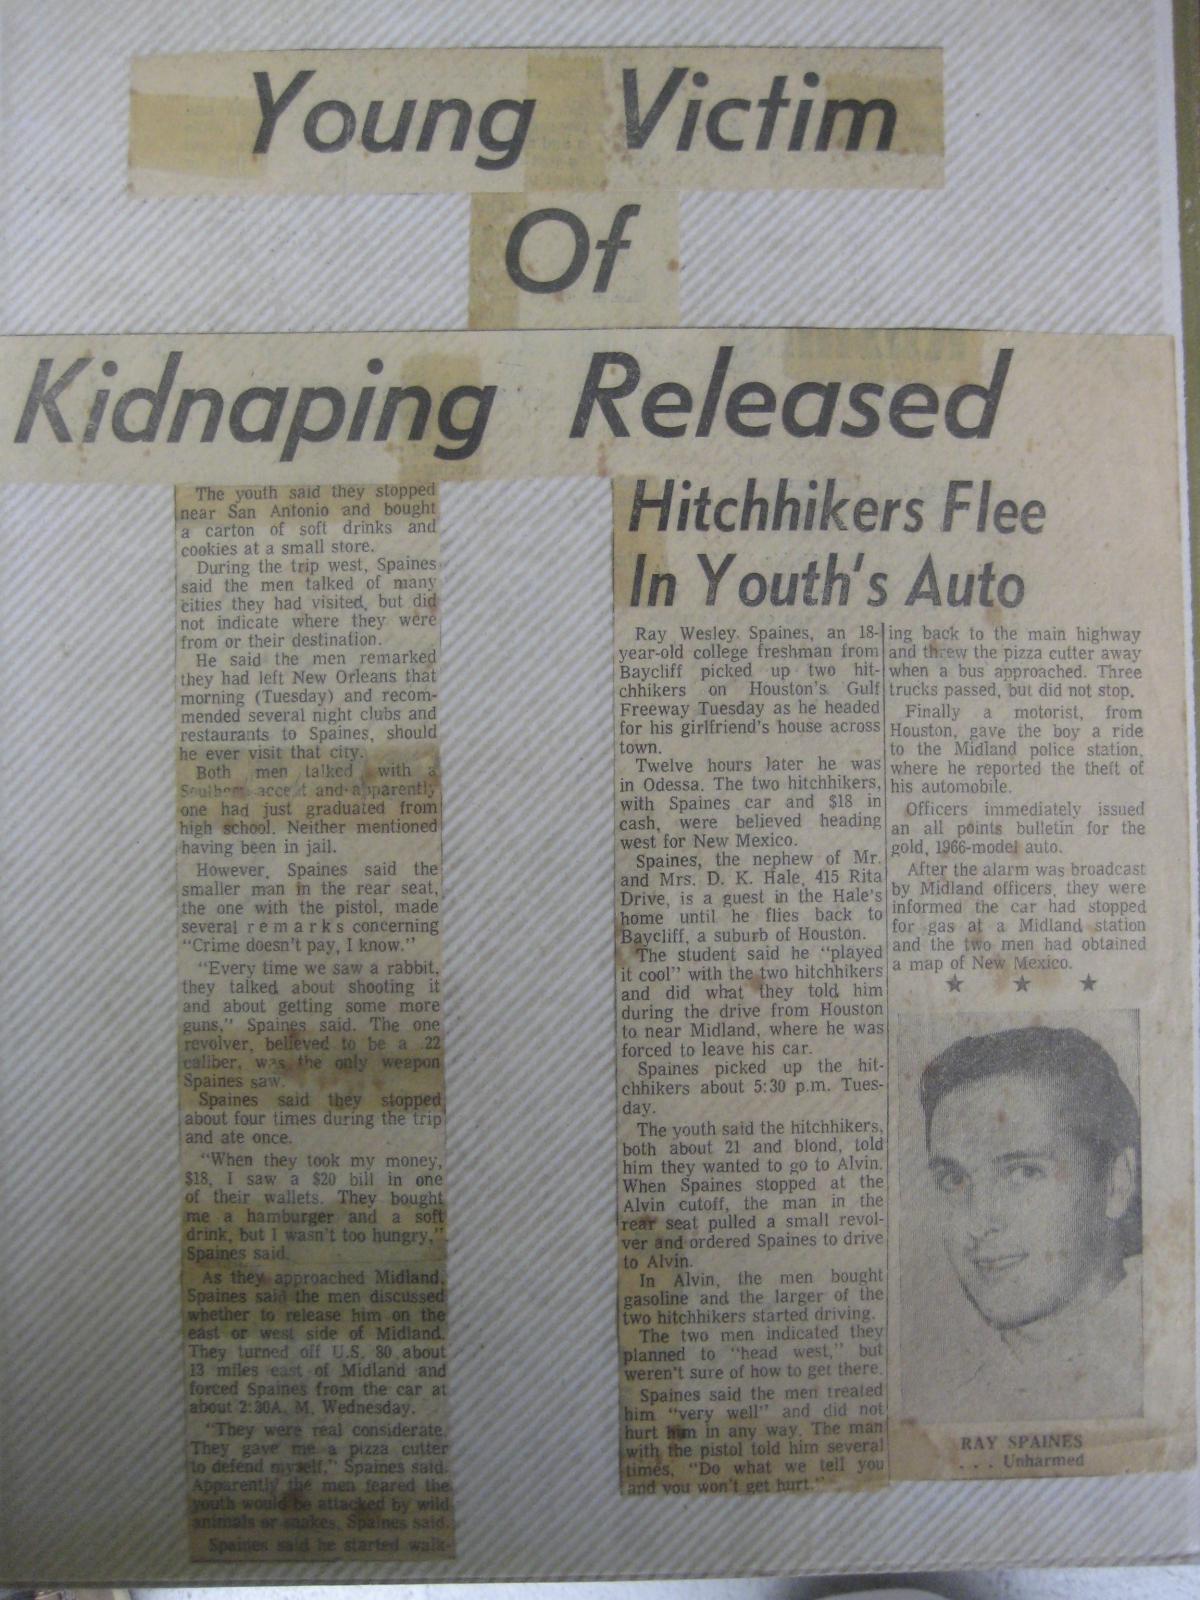 Young Victim
Of
Kidnaping Released
Hitchhikers Flee
In Youth's Auto
Ray Wesley Spaines, an 18-
year-old college freshman from
Baycliff picked up two hit-
chhikers on Houston's Gulf
Freeway Tuesday as he headed
for his girlfriend's house across
town.
Twelve hours later he was
in Odessa. The two hitchhikers,
with Spaines car and $18 in
cash, were believed heading
west for New Mexico.
Spaines, the nephew of Mr.
and Mrs. D. K. Hale, 415 Rita
Drive, is a guest in the Hale's
home until he flies back to
Baycliff, a suburb of Houston.
The student said he "played
it cool" with the two hitchhikers
and did what they told him
during the drive from Houston
to near Midland, where he was
forced to leave his car.
Spaines picked up the hit-
chhikers about 5:30 p.m. Tues-
day.
The youth said the hitchhikers,
both about 21 and blond, told
him they wanted to go to Alvin.
When Spaines stopped at the
Alvin cutoff, the man in the
rear seat pulled a small revol-
ver and ordered Spaines to drive
to Alvin.
In Alvin, the men bought
gasoline and the larger of the
two hitchhikers started driving.
The two men indicated they
planned to "head west," but
weren't sure of how to get there.
Spaines said the men treated
him "very well" and did not
hurt him in any way. The man
with the pistol told him several
times, "Do what we tell you
and you won't get hurt."
The youth said they stopped
near San Antonio and bought
a carton of soft drinks and
cookies at a small store.
During the trip west, Spaines
said the men talked of many
cities they had visited, but did
not indicate where they were
from or their destination.
He said the men remarked
they had left New Orleans that
morning (Tuesday) and recom-
mended several night clubs and
restaurants to Spaines, should
he ever visit that city.
Both men talked with a
Southern accent and apparently
one had just graduated from
high school. Neither mentioned
having been in jail.
However, Spaines said the
smaller man in the rear seat,
the one with the pistol, made
several remarks concerning
"Crime doesn't pay, I know."
"Every time we saw a rabbit,
they talked about shooting it
and about getting some more
guns," Spaines said. The one
revolver, believed to be a .22
caliber, was the only weapon
Spaines saw.
Spaines said they stopped
about four times during the trip
and ate once.
"When they took my money,
$18, I saw a $20 bill in one
of their wallets. They bought
me a hamburger and a soft
drink, but I wasn't too hungry,"
Spaines said.
As they approached Midland,
Spaines said the men discussed
whether to release him on the
east or west side of Midland.
They turned off U.S. 80 about
13 miles east of Midland and
forced Spaines from the car at
about 2:30A. M. Wednesday.
"They were real considerate.
They gave me a pizza cutter
to defend myself," Spaines said.
Apparently the men feared the
youth would be attacked by wild
animals or snakes, Spaines said.
Spaines said he started walk-
ing back to the main highway
and threw the pizza cutter away
when a bus approached. Three
trucks passed, but did not stop.
Finally a motorist, from
Houston, gave the boy a ride
to the Midland police station,
where he reported the theft of
his automobile.
Officers immediately issued
an all points bulletin for the
gold, 1966-model auto.
After the alarm was broadcast
by Midland officers, they were
informed the car had stopped
for gas at a Midland station
and the two men had obtained
a map of New Mexico.
★ ★ ★
RAY SPAINES
. . . Unharmed